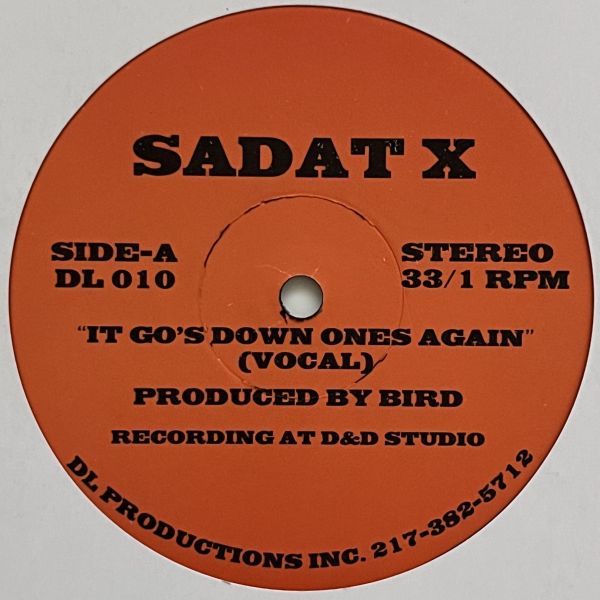 SADAT X
SIDE-A
DL 010
STEREO
33/1 RPM
"IT GO'S DOWN ONES AGAIN"
(VOCAL)
PRODUCED BY BIRD
RECORDING AT D&D STUDIO
DL PRODUCTIONS INC. 217-382-5712